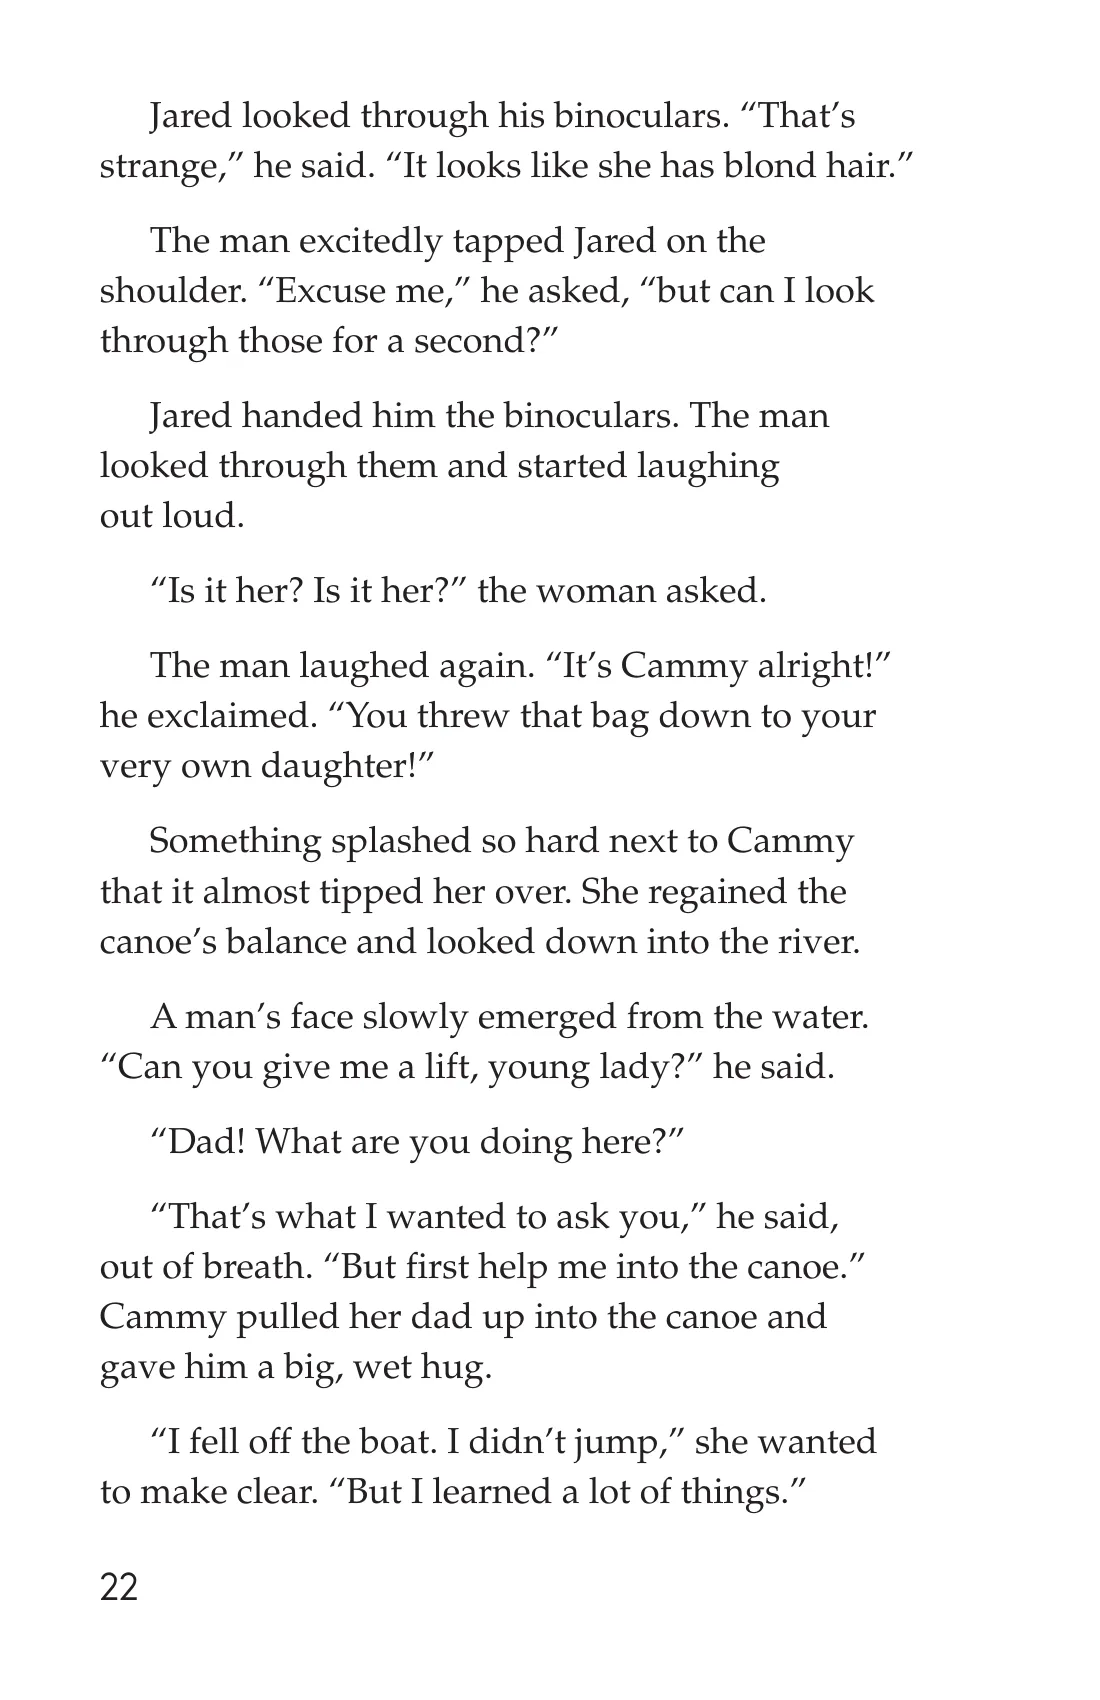 Jared looked through his binoculars. “That’s
strange,” he said. “It looks like she has blond hair.”
The man excitedly tapped Jared on the
shoulder. “Excuse me,” he asked, “but can I look
through those for a second?”
Jared handed him the binoculars. The man
looked through them and started laughing
out loud.
“Is it her? Is it her?” the woman asked.
The man laughed again. “It’s Cammy alright!”
he exclaimed. “You threw that bag down to your
very own daughter!”
Something splashed so hard next to Cammy
that it almost tipped her over. She regained the
canoe’s balance and looked down into the river.
A man’s face slowly emerged from the water.
“Can you give me a lift, young lady?” he said.
“Dad! What are you doing here?”
“That’s what I wanted to ask you,” he said,
out of breath. “But first help me into the canoe.”
Cammy pulled her dad up into the canoe and
gave him a big, wet hug.
“I fell off the boat. I didn’t jump,” she wanted
to make clear. “But I learned a lot of things.”
22